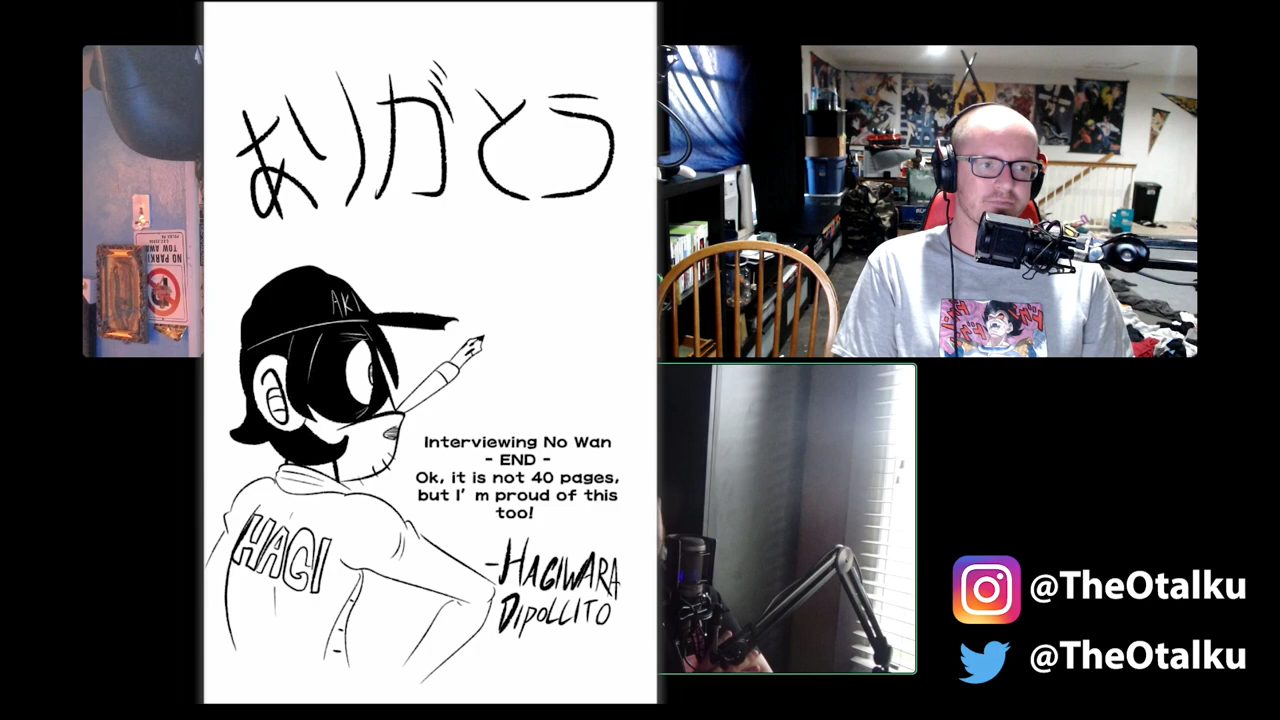 ありがとう
AKI
Interviewing No Wan
- END -
Ok, it is not 40 pages,
but I'm proud of this
too!
HAGI
-HAGIWARA
DIPOLLITO
NO PARKI
TOW AWA
@TheOtalku
@TheOtalku